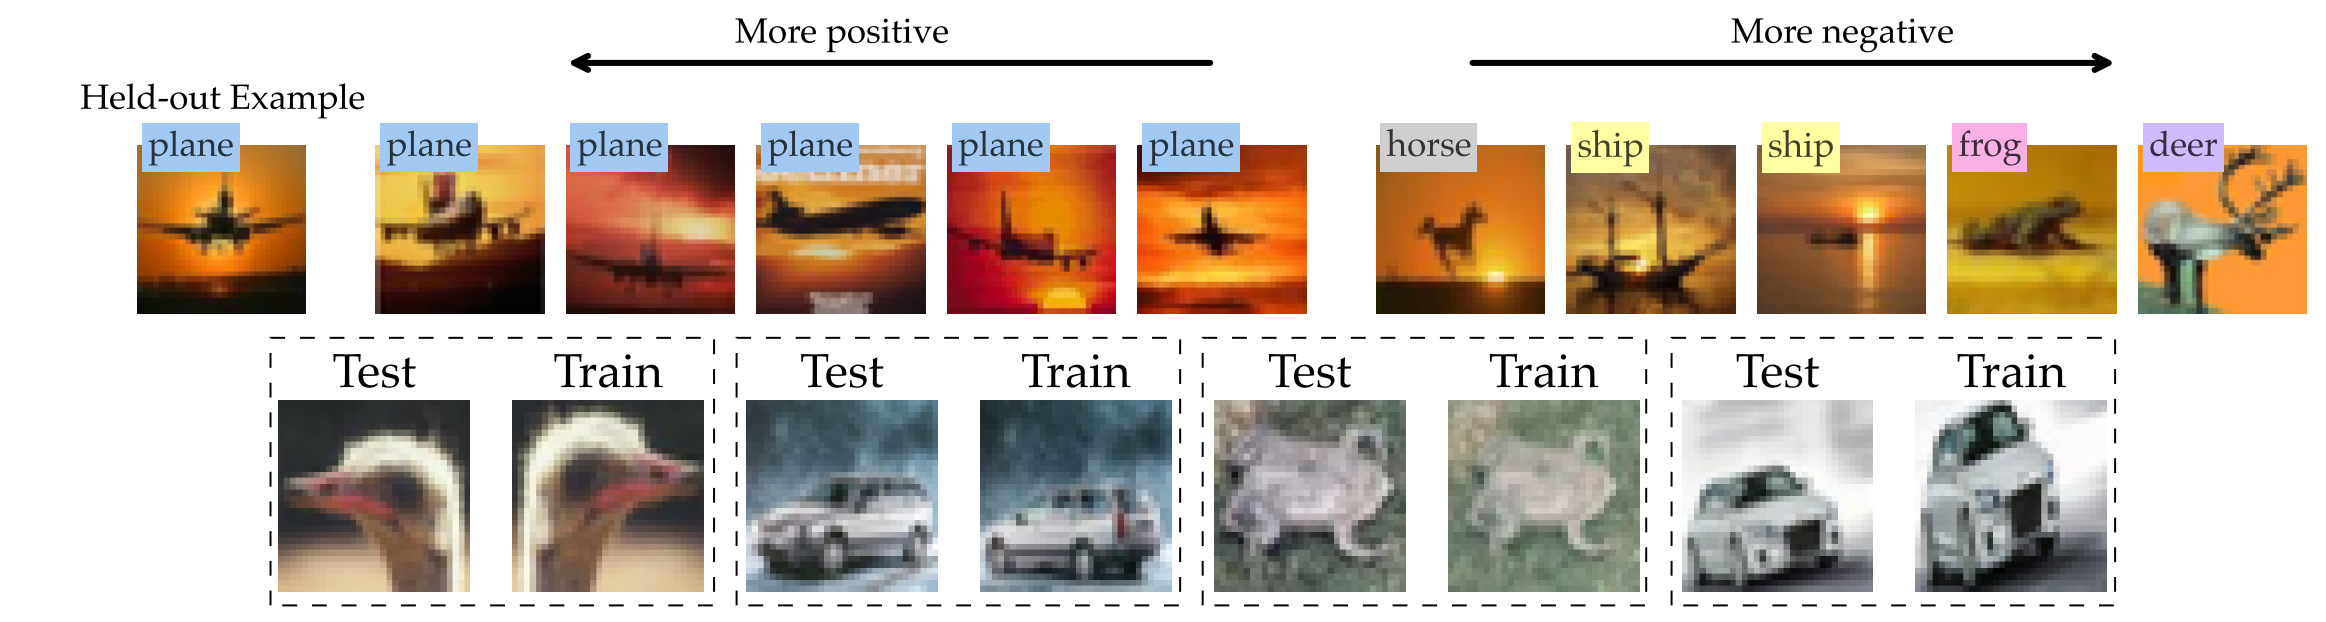 More positive
More negative
Held-out Example
plane
plane
plane
plane
plane
plane
horse
ship
ship
frog
deer
Test
Train
Test
Train
Test
Train
Test
Train